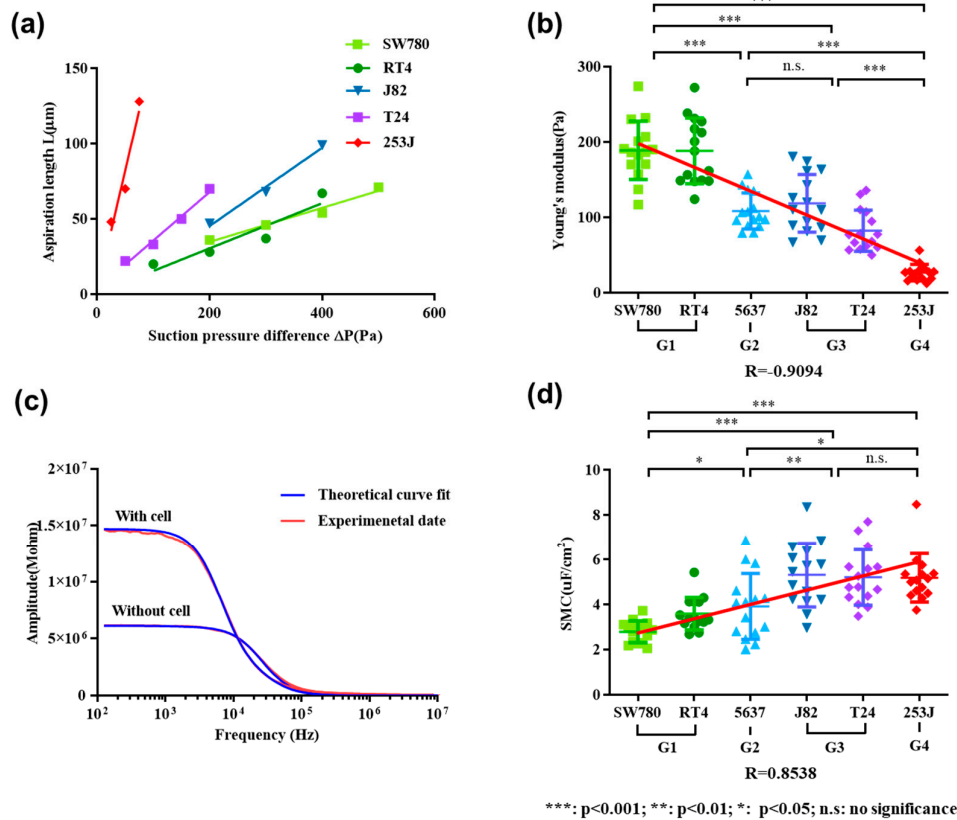 (a)
SW780
RT4
J82
T24
253J
150
100
50
0
0 200 400 600
Aspiration length L(μm)
Suction pressure difference ΔP(Pa)
(b)
***
***
*** ***
n.s. ***
300
200
100
0
Young's modulus(Pa)
SW780 RT4 5637 J82 T24 253J
G1 G2 G3 G4
R=-0.9094
(c)
2×10⁷
1.5×10⁷
1×10⁷
5×10⁶
0
Amplitude(Mohm)
With cell
Without cell
Theoretical curve fit
Experimenetal date
10² 10³ 10⁴ 10⁵ 10⁶ 10⁷
Frequency (Hz)
(d)
***
***
*
* ** n.s.
10
8
6
4
2
0
SMC(uF/cm²)
SW780 RT4 5637 J82 T24 253J
G1 G2 G3 G4
R=0.8538
***: p<0.001; **: p<0.01; *: p<0.05; n.s: no significance